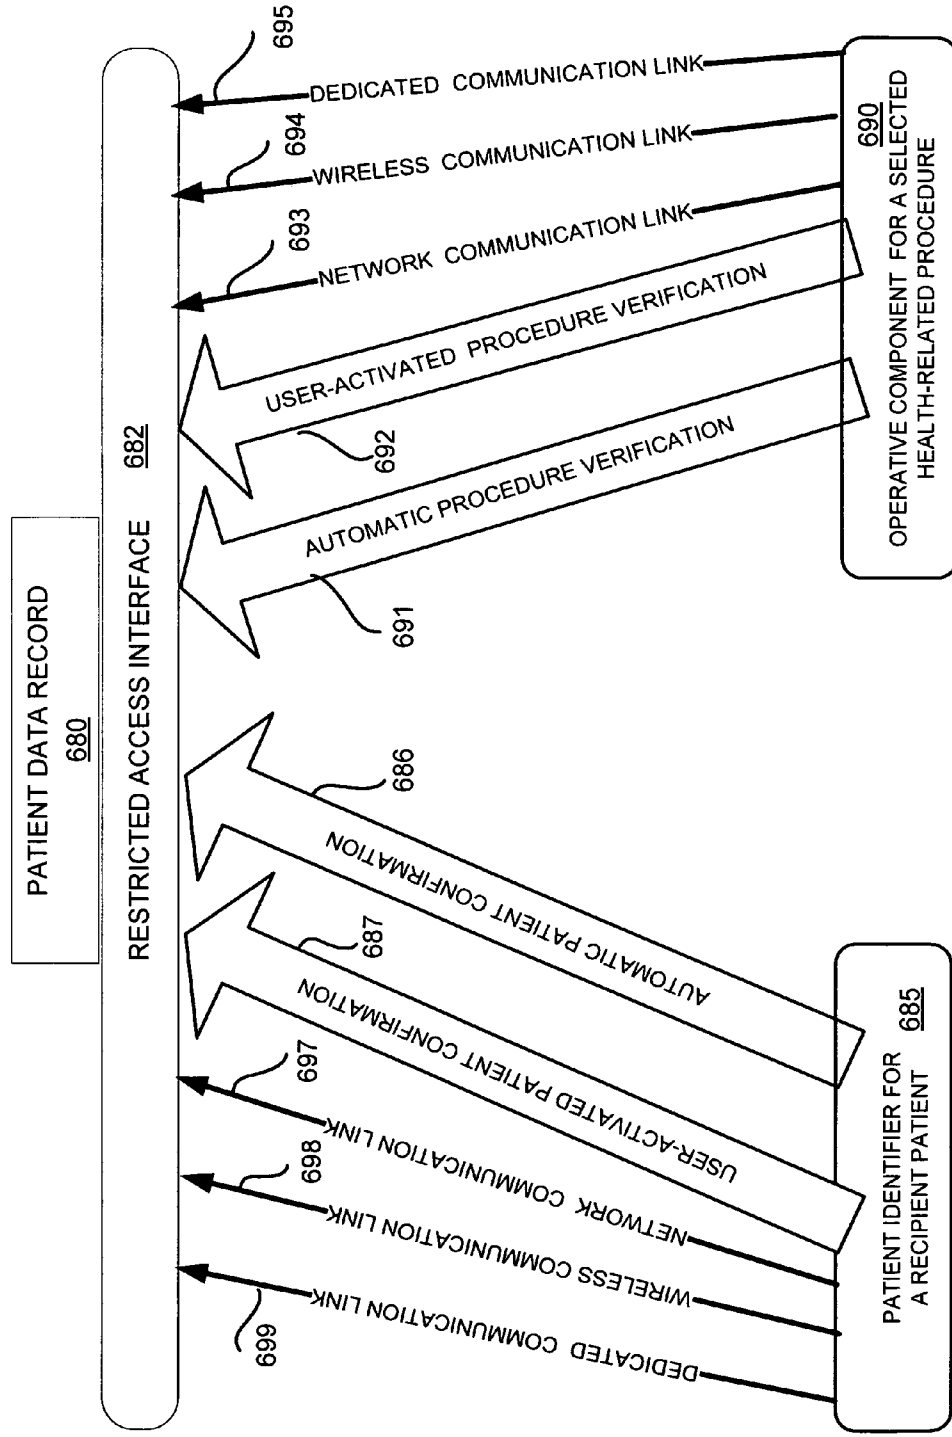 PATIENT DATA RECORD
680
RESTRICTED ACCESS INTERFACE
682
699
698
697
687
686
691
692
693
694
695
DEDICATED COMMUNICATION LINK
WIRELESS COMMUNICATION LINK
NETWORK COMMUNICATION LINK
USER-ACTIVATED PATIENT CONFIRMATION
AUTOMATIC PATIENT CONFIRMATION
AUTOMATIC PROCEDURE VERIFICATION
USER-ACTIVATED PROCEDURE VERIFICATION
NETWORK COMMUNICATION LINK
WIRELESS COMMUNICATION LINK
DEDICATED COMMUNICATION LINK
PATIENT IDENTIFIER FOR
A RECIPIENT PATIENT
685
690
OPERATIVE COMPONENT FOR A SELECTED
HEALTH-RELATED PROCEDURE